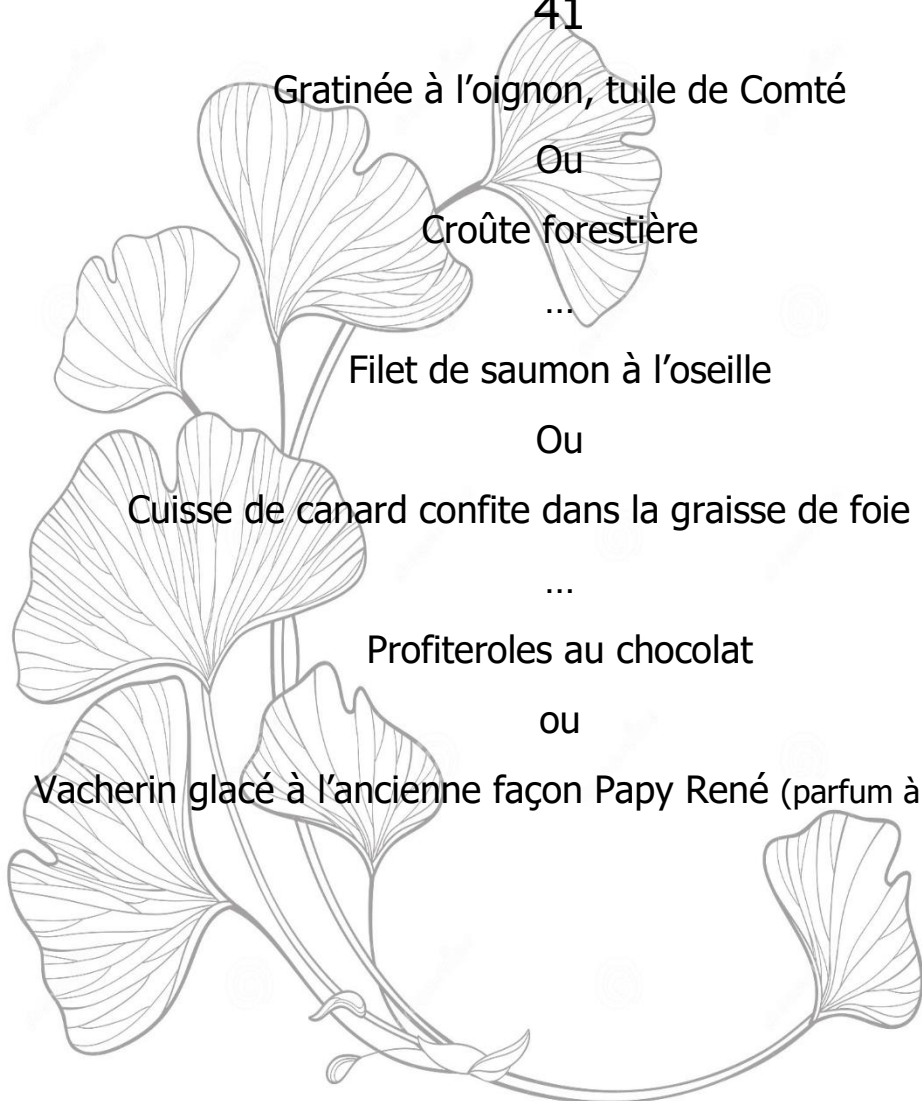 41
Gratinée à l’oignon, tuile de Comté
Ou
Croûte forestière
…
Filet de saumon à l’oseille
Ou
Cuisse de canard confite dans la graisse de foie
…
Profiteroles au chocolat
ou
Vacherin glacé à l’ancienne façon Papy René (parfum à